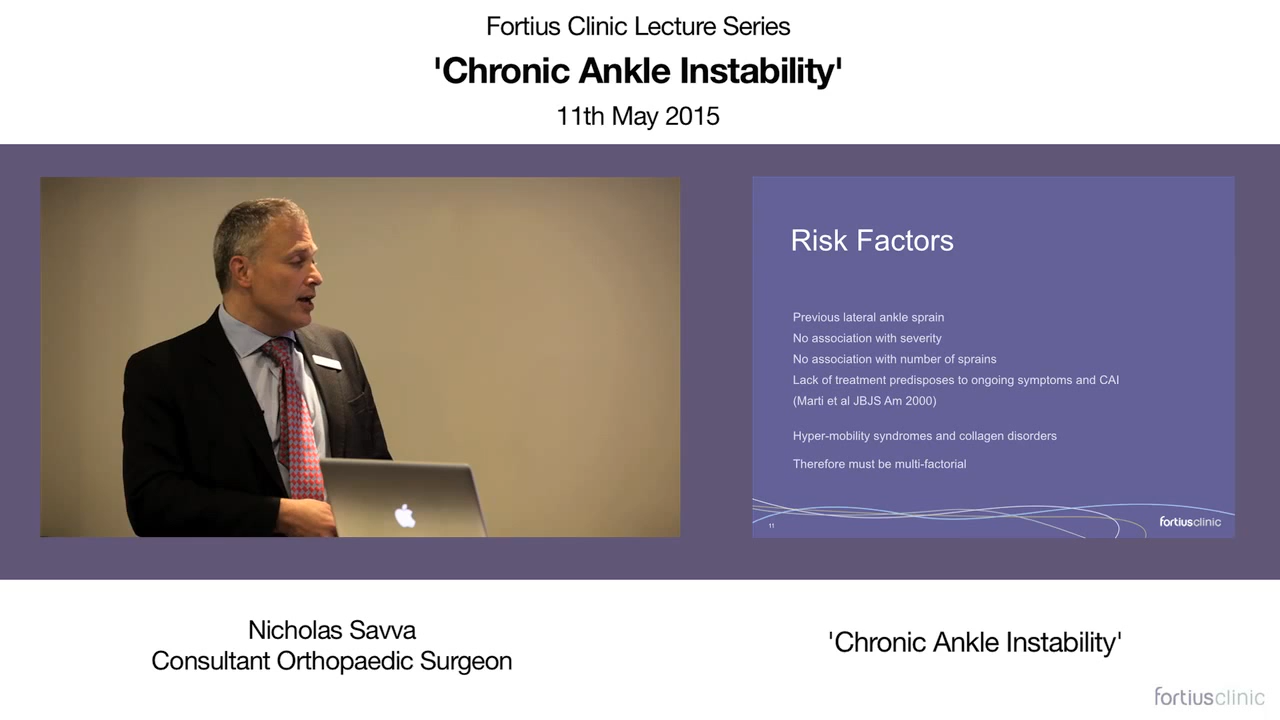 Fortius Clinic Lecture Series
'Chronic Ankle Instability'
11th May 2015
Risk Factors
Previous lateral ankle sprain
No association with severity
No association with number of sprains
Lack of treatment predisposes to ongoing symptoms and CAI
(Marti et al JBJS Am 2000)
Hyper-mobility syndromes and collagen disorders
Therefore must be multi-factorial
11
fortiusclinic
Nicholas Savva
Consultant Orthopaedic Surgeon
'Chronic Ankle Instability'
fortiusclinic